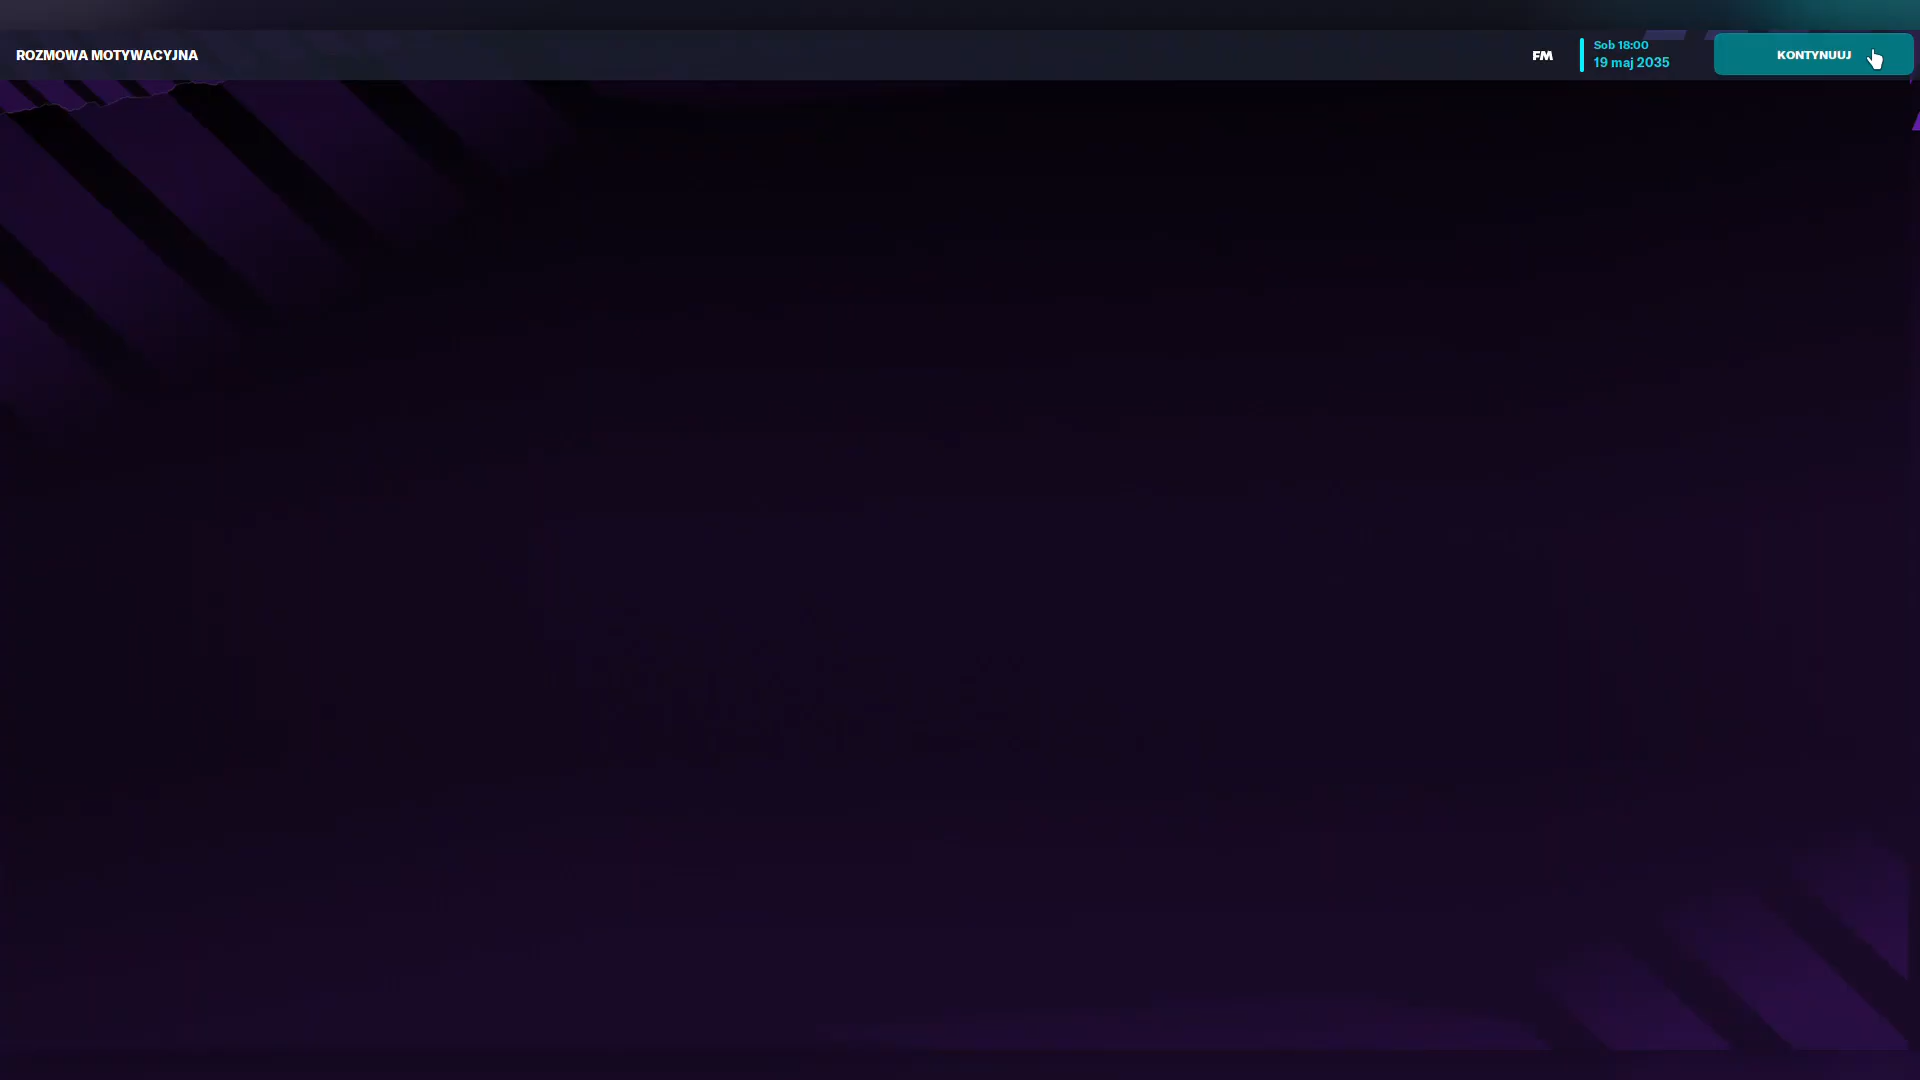 ROZMOWA MOTYWACYJNA
FM
Sob 18:00
19 maj 2035
KONTYNUUJ